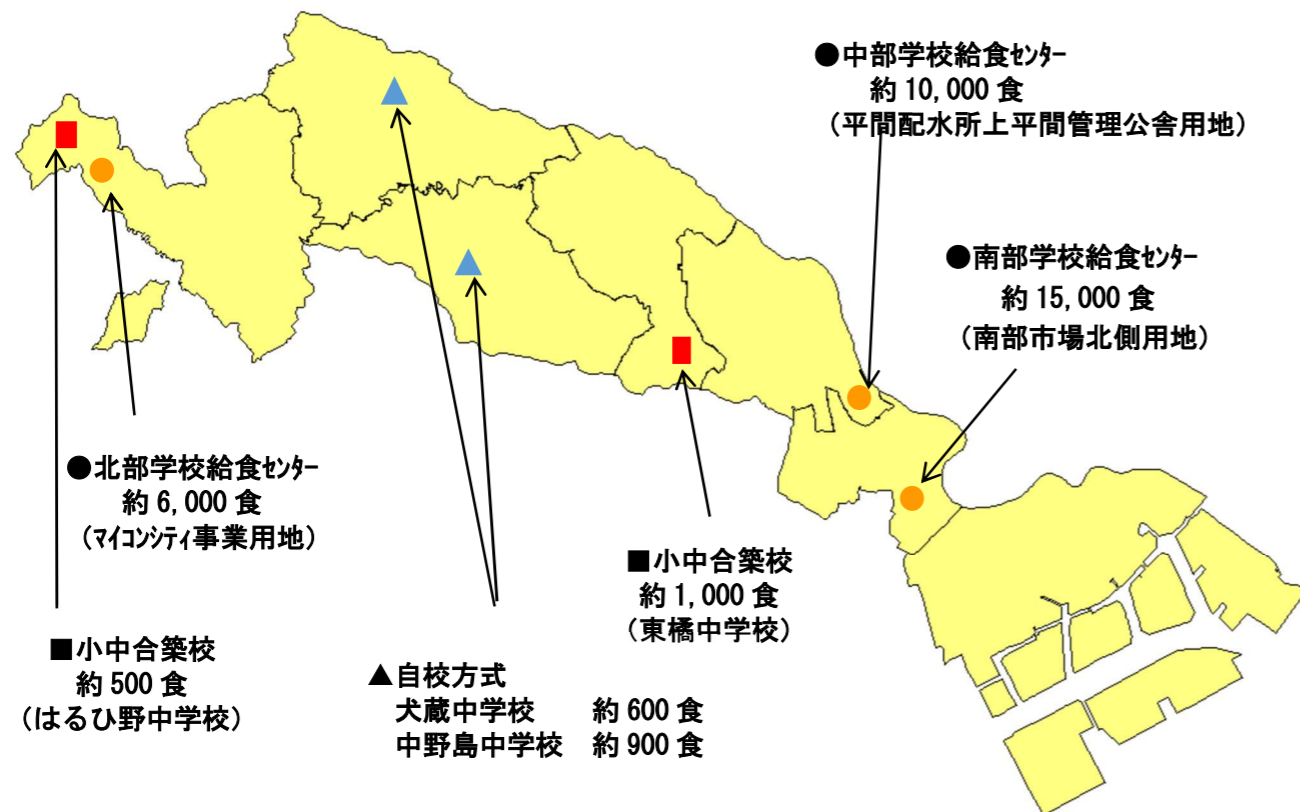 ●中部学校給食ｾﾝﾀｰ
約 10,000 食
（平間配水所上平間管理公舎用地）
●南部学校給食ｾﾝﾀｰ
約 15,000 食
（南部市場北側用地）
●北部学校給食ｾﾝﾀｰ
約 6,000 食
（ﾏｲｺﾝｼﾃｨ事業用地）
■小中合築校
約 1,000 食
（東橘中学校）
■小中合築校
約 500 食
（はるひ野中学校）
▲自校方式
犬蔵中学校 約 600 食
中野島中学校 約 900 食